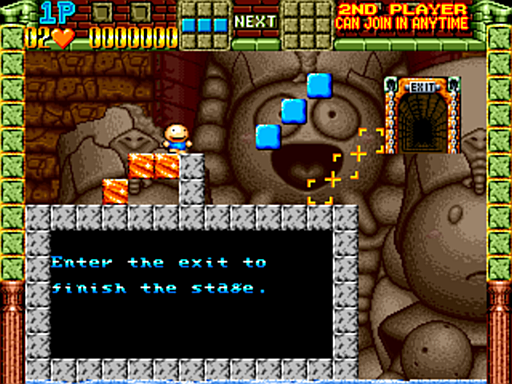 1P
NEXT
2ND PLAYER
CAN JOIN IN ANYTIME
02 0000000
EXIT
Enter the exit to
finish the stage.